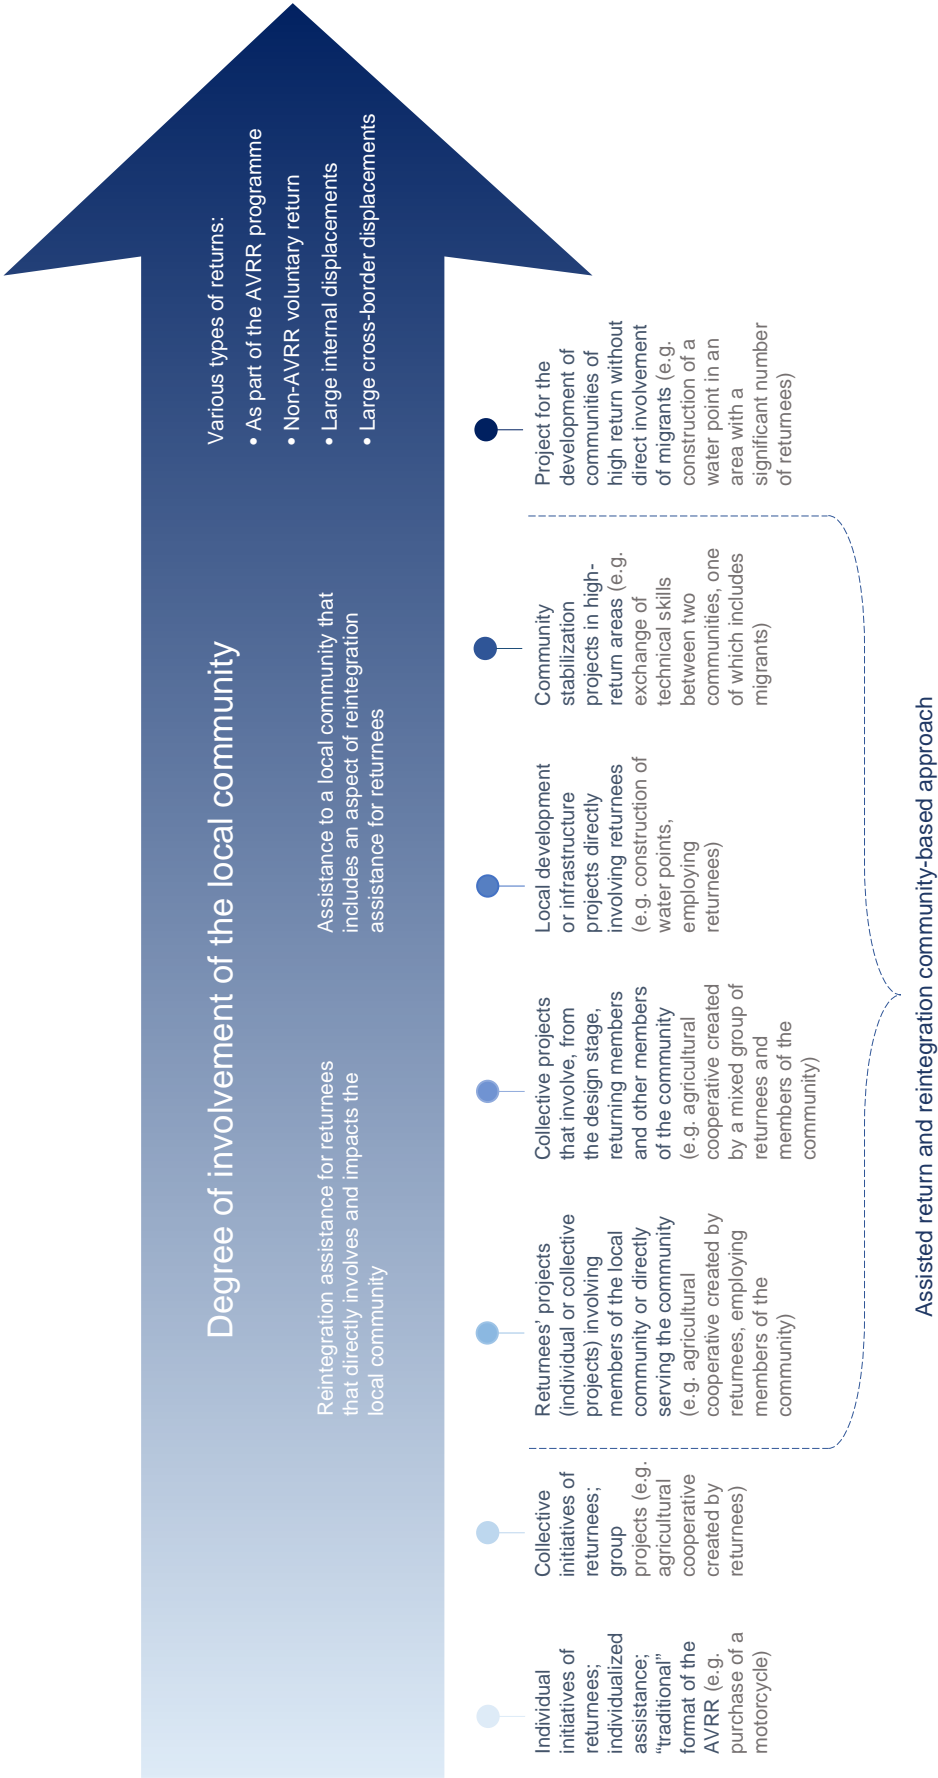 Degree of involvement of the local community
Reintegration assistance for returnees
that directly involves and impacts the
local community
Assistance to a local community that
includes an aspect of reintegration
assistance for returnees
Various types of returns:
• As part of the AVRR programme
• Non-AVRR voluntary return
• Large internal displacements
• Large cross-border displacements
Individual
initiatives of
returnees;
individualized
assistance;
“traditional”
format of the
AVRR (e.g.
purchase of a
motorcycle)
Collective
initiatives of
returnees;
group
projects (e.g.
agricultural
cooperative
created by
returnees)
Returnees’ projects
(individual or collective
projects) involving
members of the local
community or directly
serving the community
(e.g. agricultural
cooperative created by
returnees, employing
members of the
community)
Collective projects
that involve, from
the design stage,
returning members
and other members
of the community
(e.g. agricultural
cooperative created
by a mixed group of
returnees and
members of the
community)
Local development
or infrastructure
projects directly
involving returnees
(e.g. construction of
water points,
employing
returnees)
Community
stabilization
projects in high-
return areas (e.g.
exchange of
technical skills
between two
communities, one
of which includes
migrants)
Project for the
development of
communities of
high return without
direct involvement
of migrants (e.g.
construction of a
water point in an
area with a
significant number
of returnees)
Assisted return and reintegration community-based approach